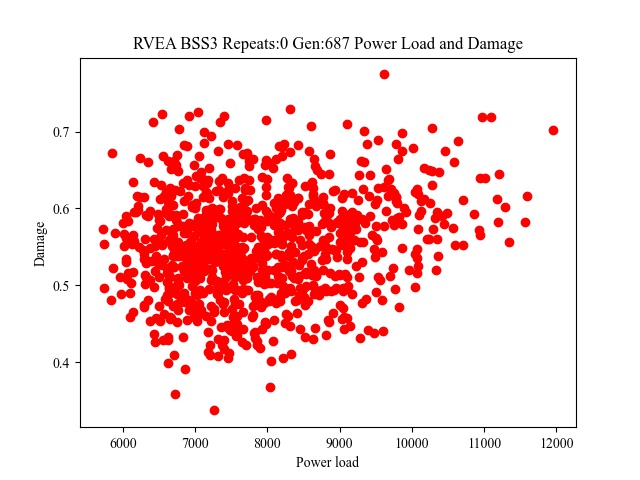 RVEA BSS3 Repeats:0 Gen:687 Power Load and Damage
0.7
0.6
0.5
0.4
Damage
6000 7000 8000 9000 10000 11000 12000
Power load